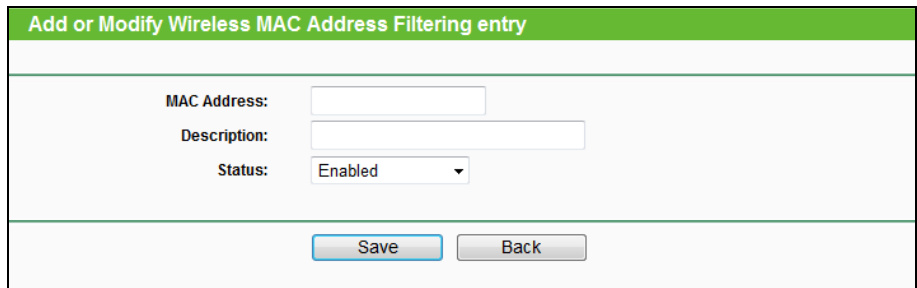 Add or Modify Wireless MAC Address Filtering entry
MAC Address:
Description:
Status: Enabled
Save Back